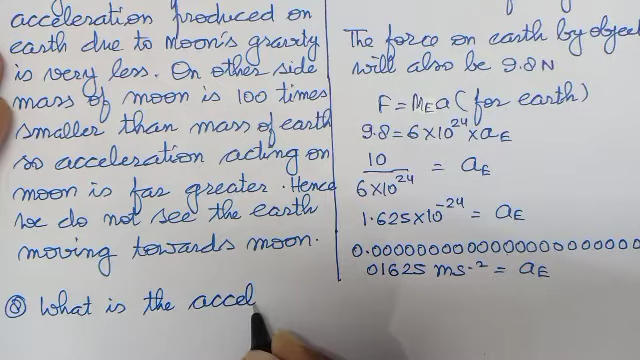 acceleration produced on
earth due to moon's gravity
is very less. On other side
mass of moon is 100 times
smaller than mass of earth
so acceleration acting on
moon is far greater. Hence
we do not see the earth
moving towards moon.
Q What is the accel
The force on earth by object
will also be 9.8 N
F = MEa (for earth)
9.8 = 6 × 10²⁴ × aE
10/6×10²⁴ = aE
1.625 × 10⁻²⁴ = aE
0.00000000000000000000000
01625 ms⁻² = aE